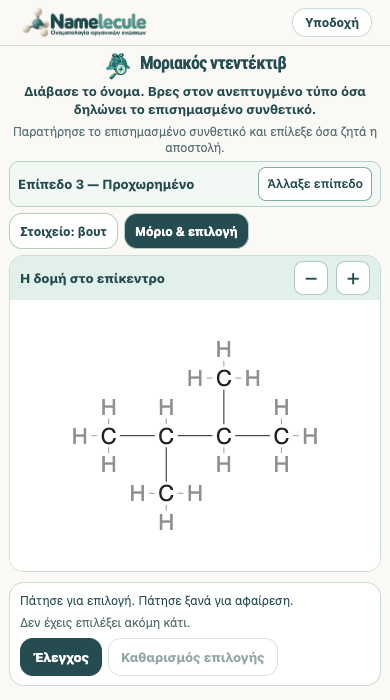 Namelecule
Ονοματολογία οργανικών ενώσεων
Υποδοχή
Μοριακός ντεντέκτιβ
Διάβασε το όνομα. Βρες στον ανεπτυγμένο τύπο όσα
δηλώνει το επισημασμένο συνθετικό.
Παρατήρησε το επισημασμένο συνθετικό και επίλεξε όσα ζητά η
αποστολή.
Επίπεδο 3 — Προχωρημένο
Άλλαξε επίπεδο
Στοιχείο: βουτ
Μόριο & επιλογή
Η δομή στο επίκεντρο
− +
H
H C H
H H H
H C C C C H
H H H
H C H
H
Πάτησε για επιλογή. Πάτησε ξανά για αφαίρεση.
Δεν έχεις επιλέξει ακόμη κάτι.
Έλεγχος
Καθαρισμός επιλογής